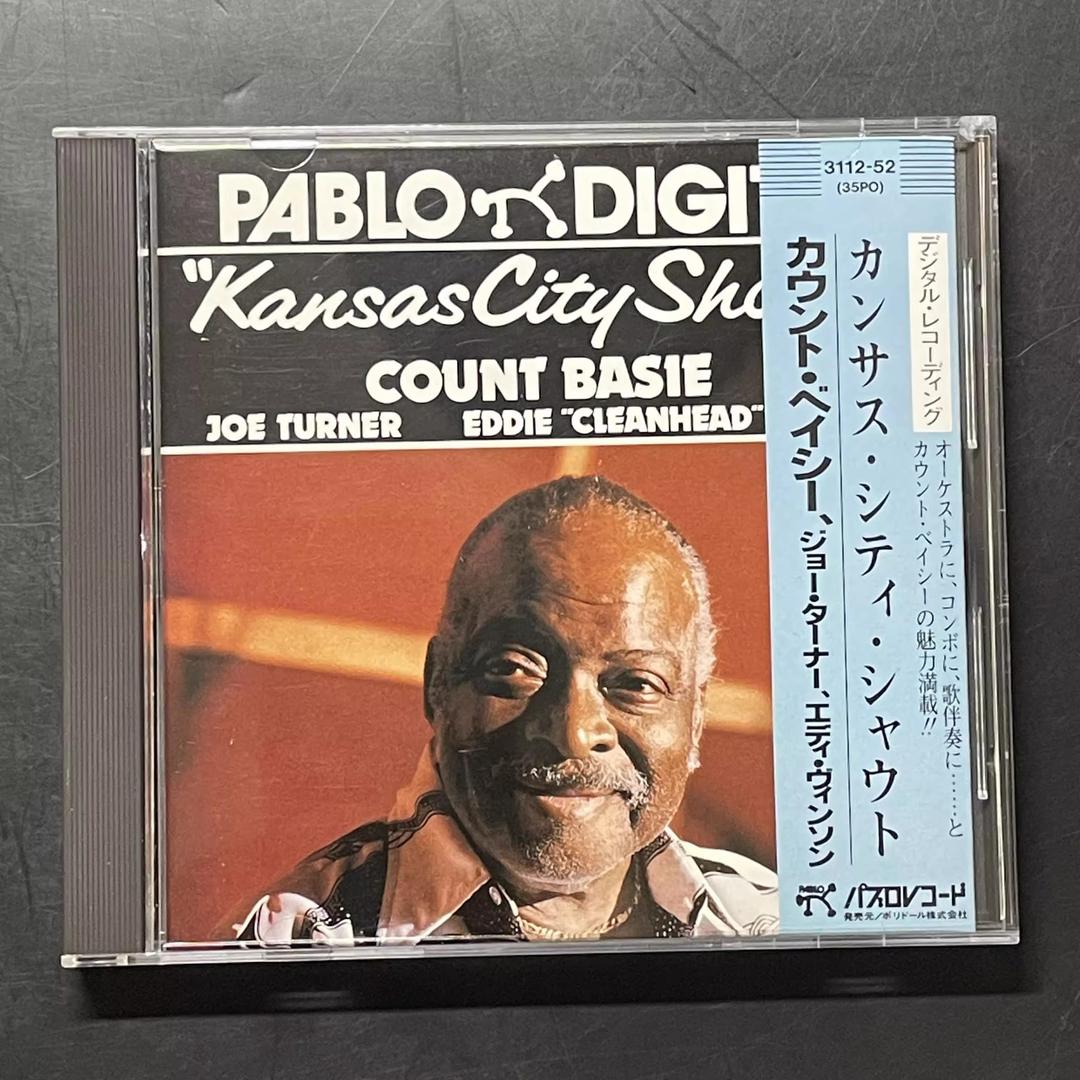 PABLO DIGIT
"Kansas City Sho
COUNT BASIE
JOE TURNER EDDIE "CLEANHEAD"
3112-52
(35PO)
デジタル・レコーディング
オーケストラに、コンボに、歌伴奏に……と
カウント・ベイシーの魅力満載!!
カンサス・シティ・シャウト
カウント・ベイシー、ジョー・ターナー、エディ・ヴィンソン
PABLO
パブロレコード
発売元/ポリドール株式会社